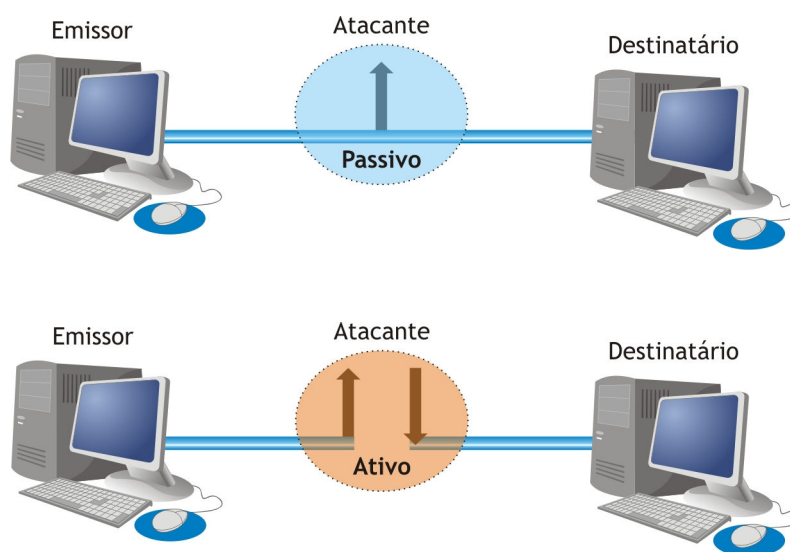 Emissor
Atacante
Destinatário
Passivo
Emissor
Atacante
Destinatário
Ativo